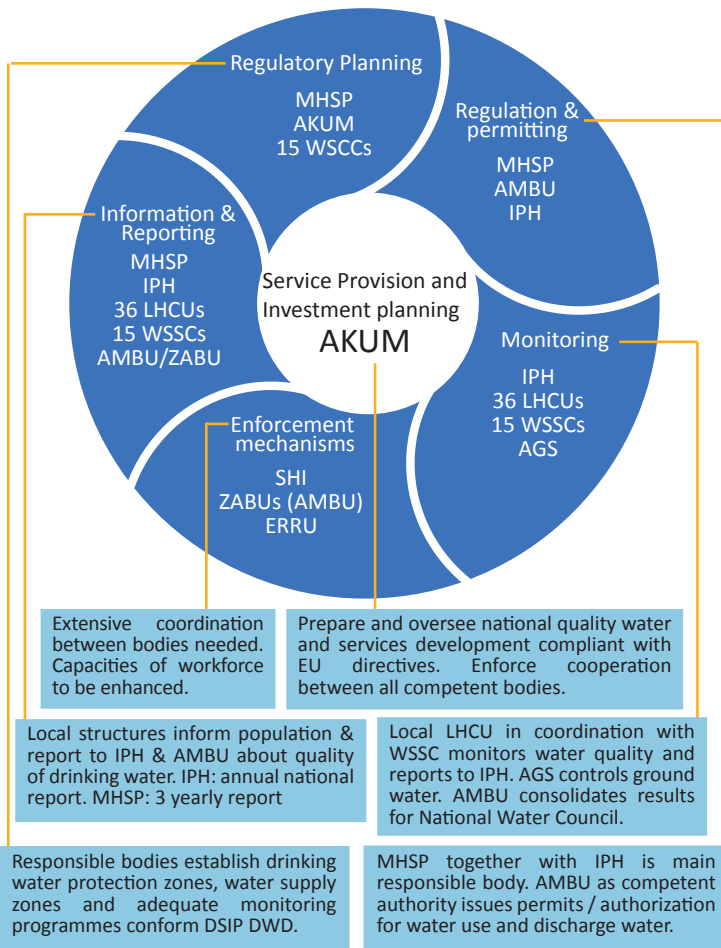 Regulatory Planning
MHSP
AKUM
15 WSCCs
Regulation &
permitting
MHSP
AMBU
IPH
Information &
Reporting
MHSP
IPH
36 LHCUs
15 WSSCs
AMBU/ZABU
Service Provision and
Investment planning
AKUM
Monitoring
IPH
36 LHCUs
15 WSSCs
AGS
Enforcement
mechanisms
SHI
ZABUs (AMBU)
ERRU
Extensive coordination
between bodies needed.
Capacities of workforce
to be enhanced.
Prepare and oversee national quality water
and services development compliant with
EU directives. Enforce cooperation
between all competent bodies.
Local structures inform population &
report to IPH & AMBU about quality
of drinking water. IPH: annual national
report. MHSP: 3 yearly report
Local LHCU in coordination with
WSSC monitors water quality and
reports to IPH. AGS controls ground
water. AMBU consolidates results
for National Water Council.
Responsible bodies establish drinking
water protection zones, water supply
zones and adequate monitoring
programmes conform DSIP DWD.
MHSP together with IPH is main
responsible body. AMBU as competent
authority issues permits / authorization
for water use and discharge water.